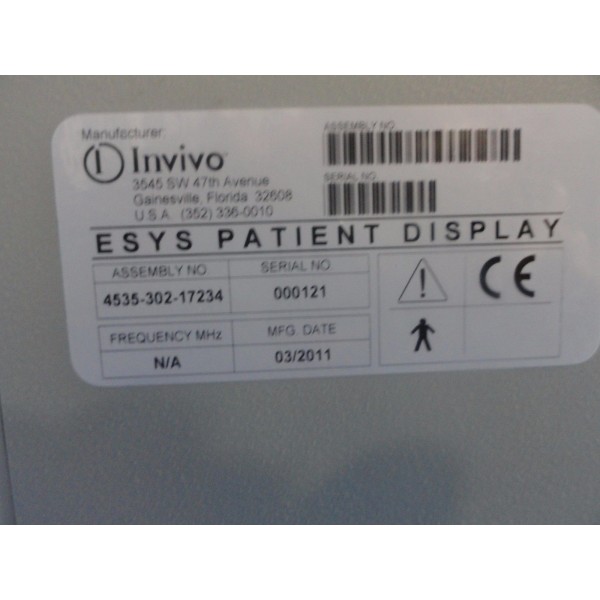 Manufacturer:
Invivo
3545 SW 47th Avenue
Gainesville, Florida 32608
U.S.A. (352) 336-0010
ASSEMBLY NO.
SERIAL NO.
ESYS PATIENT DISPLAY
ASSEMBLY NO. SERIAL NO.
4535-302-17234 000121
FREQUENCY MHz MFG. DATE
N/A 03/2011
CE